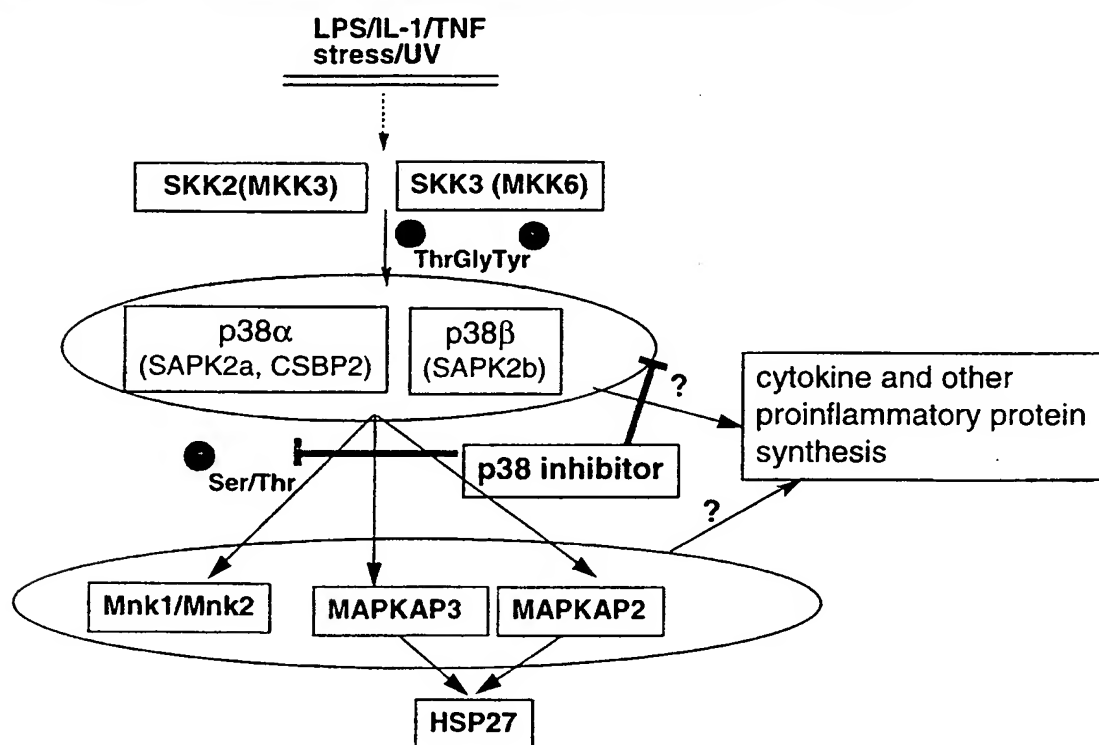 LPS/IL-1/TNF
stress/UV
SKK2(MKK3)
SKK3 (MKK6)
ThrGlyTyr
p38α
(SAPK2a, CSBP2)
p38β
(SAPK2b)
?
cytokine and other
proinflammatory protein
synthesis
Ser/Thr
p38 inhibitor
?
Mnk1/Mnk2
MAPKAP3
MAPKAP2
HSP27